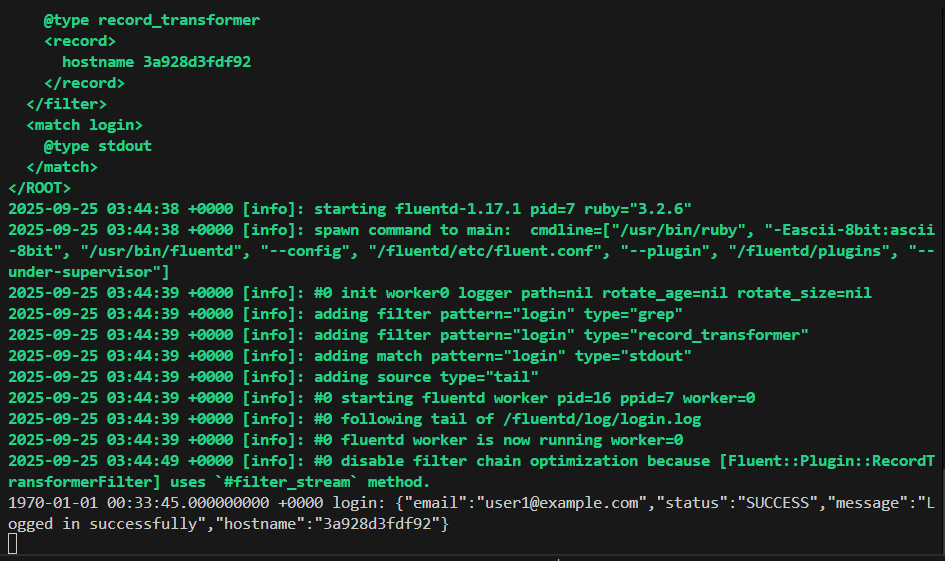 @type record_transformer
<record>
hostname 3a928d3fdf92
</record>
</filter>
<match login>
@type stdout
</match>
</ROOT>
2025-09-25 03:44:38 +0000 [info]: starting fluentd-1.17.1 pid=7 ruby="3.2.6"
2025-09-25 03:44:38 +0000 [info]: spawn command to main:  cmdline=["/usr/bin/ruby", "-Eascii-8bit:ascii
-8bit", "/usr/bin/fluentd", "--config", "/fluentd/etc/fluent.conf", "--plugin", "/fluentd/plugins", "--
under-supervisor"]
2025-09-25 03:44:39 +0000 [info]: #0 init worker0 logger path=nil rotate_age=nil rotate_size=nil
2025-09-25 03:44:39 +0000 [info]: adding filter pattern="login" type="grep"
2025-09-25 03:44:39 +0000 [info]: adding filter pattern="login" type="record_transformer"
2025-09-25 03:44:39 +0000 [info]: adding match pattern="login" type="stdout"
2025-09-25 03:44:39 +0000 [info]: adding source type="tail"
2025-09-25 03:44:39 +0000 [info]: #0 starting fluentd worker pid=16 ppid=7 worker=0
2025-09-25 03:44:39 +0000 [info]: #0 following tail of /fluentd/log/login.log
2025-09-25 03:44:39 +0000 [info]: #0 fluentd worker is now running worker=0
2025-09-25 03:44:49 +0000 [info]: #0 disable filter chain optimization because [Fluent::Plugin::RecordT
ransformerFilter] uses `#filter_stream` method.
1970-01-01 00:33:45.000000000 +0000 login: {"email":"user1@example.com","status":"SUCCESS","message":"L
ogged in successfully","hostname":"3a928d3fdf92"}